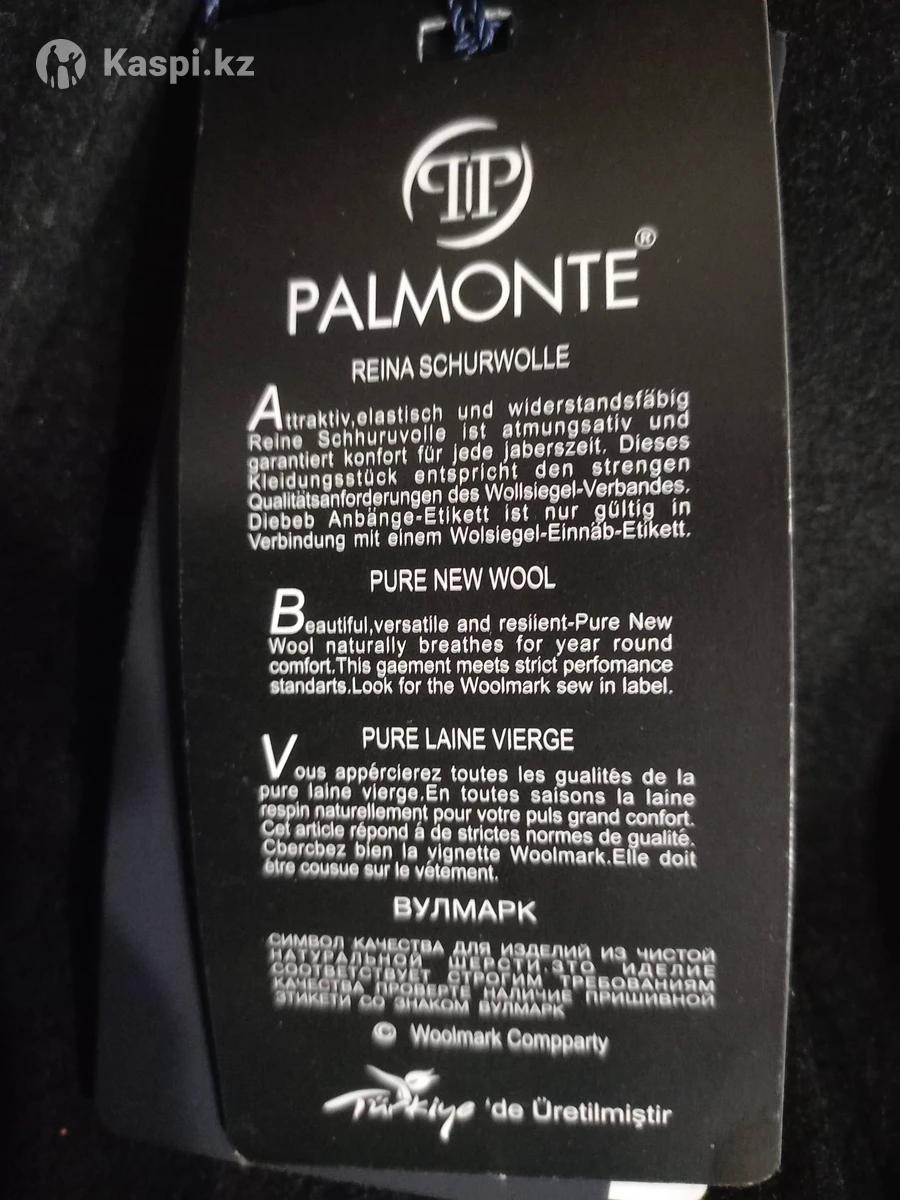 Kaspi.kz
PALMONTE®
REINA SCHURWOLLE
Attraktiv,elastisch und widerstandsfäbig
Reine Schhuruvolle ist atmungsativ und
garantiert konfort für jede jaberszeit. Dieses
Kleidungsstück entspricht den strengen
Qualitätsanforderungen des Wollsiegel-Verbandes.
Diebeb Anbänge-Etikett ist nur gültig in
Verbindung mit einem Wolsiegel-Einnäb-Etikett.
PURE NEW WOOL
Beautiful,versatile and resiient-Pure New
Wool naturally breathes for year round
comfort.This gaement meets strict perfomance
standarts.Look for the Woolmark sew in label.
PURE LAINE VIERGE
Vous appércierez toutes les gualités de la
pure laine vierge.En toutes saisons la laine
respin naturellement pour votre puls grand confort.
Cet article répond á de strictes normes de gualité.
Cbercbez bien la vignette Woolmark.Elle doit
étre cousue sur le vétement.
ВУЛМАРК
СИМВОЛ КАЧЕСТВА ДЛЯ ИЗДЕЛИЙ ИЗ ЧИСТОЙ
НАТУРАЛЬНОЙ ШЕРСТИ.ЭТО ИДЕЛИЕ
СООТВЕТСТВУЕТ СТРОГИМ ТРЕБОВАНИЯМ
КАЧЕСТВА ПРОВЕРТЕ НАЛИЧИЕ ПРИШИВНОЙ
ЭТИКЕТИ СО ЗНАКОМ ВУЛМАРК
© Woolmark Compparty
Türkiye 'de Üretilmiştir